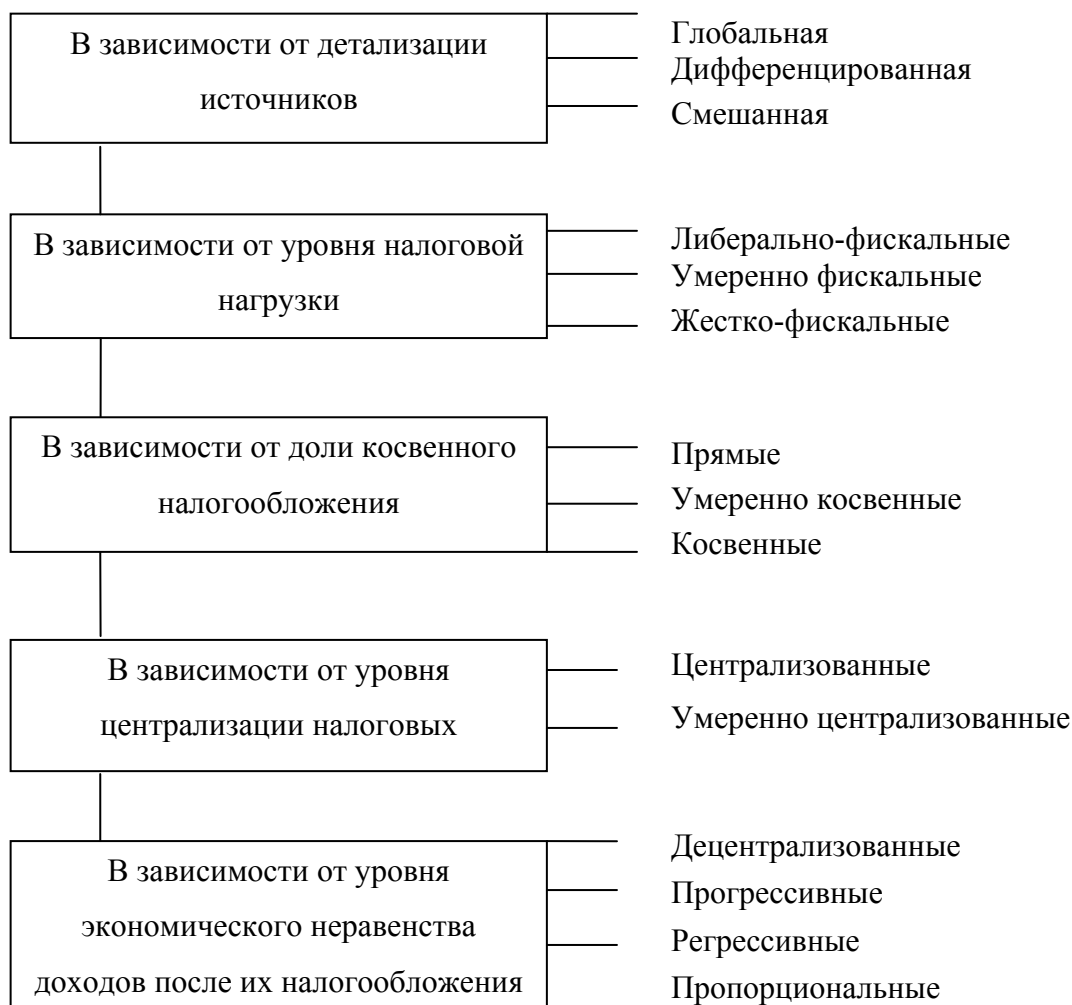 В зависимости от детализации
источников
Глобальная
Дифференцированная
Смешанная
В зависимости от уровня налоговой
нагрузки
Либерально-фискальные
Умеренно фискальные
Жестко-фискальные
В зависимости от доли косвенного
налогообложения
Прямые
Умеренно косвенные
Косвенные
В зависимости от уровня
централизации налоговых
Централизованные
Умеренно централизованные
В зависимости от уровня
экономического неравенства
доходов после их налогообложения
Децентрализованные
Прогрессивные
Регрессивные
Пропорциональные